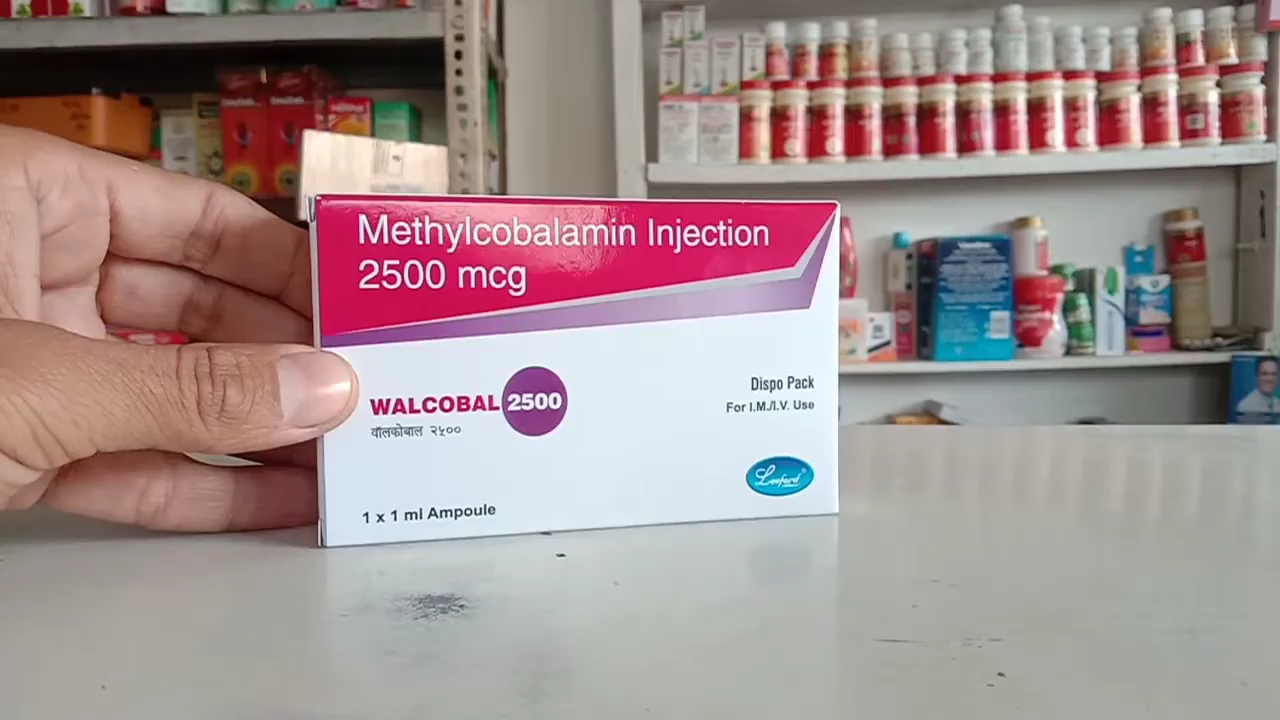 Methylcobalamin Injection
2500 mcg
WALCOBAL 2500
वॉलकोबाल २५००
Dispo Pack
For I.M./I.V. Use
Leeford
1 x 1 ml Ampoule